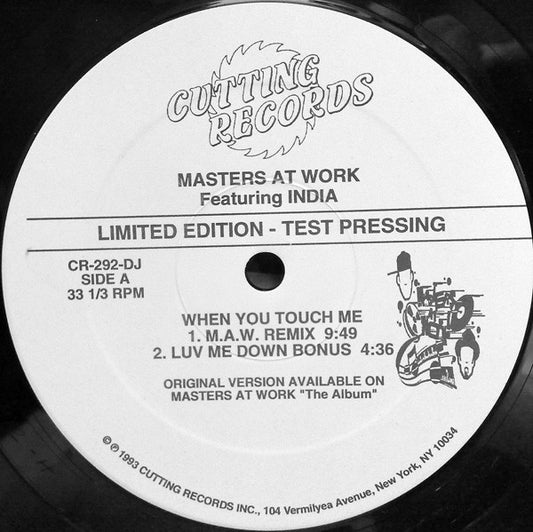 CUTTING
RECORDS
MASTERS AT WORK
Featuring INDIA
LIMITED EDITION - TEST PRESSING
CR-292-DJ
SIDE A
33 1/3 RPM
WHEN YOU TOUCH ME
1. M.A.W. REMIX 9:49
2. LUV ME DOWN BONUS 4:36
ORIGINAL VERSION AVAILABLE ON
MASTERS AT WORK "The Album"
© ℗ 1993 CUTTING RECORDS INC., 104 Vermilyea Avenue, New York, NY 10034